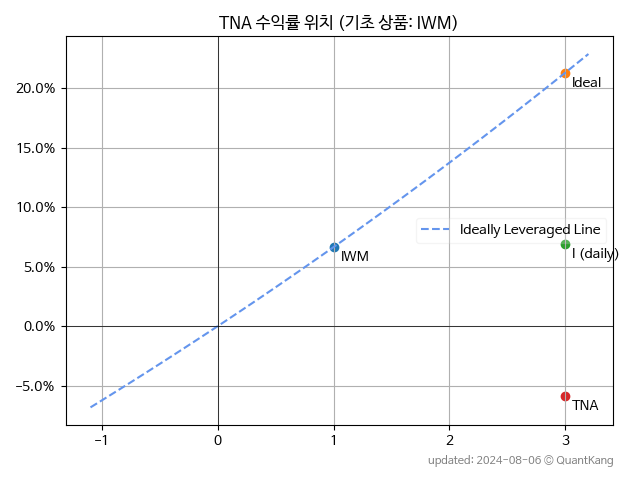 TNA 수익률 위치 (기초 상품: IWM)
20.0%
15.0%
10.0%
5.0%
0.0%
−5.0%
Ideal
Ideally Leveraged Line
IWM
I (daily)
TNA
−1
0
1
2
3
updated: 2024-08-06 © QuantKang